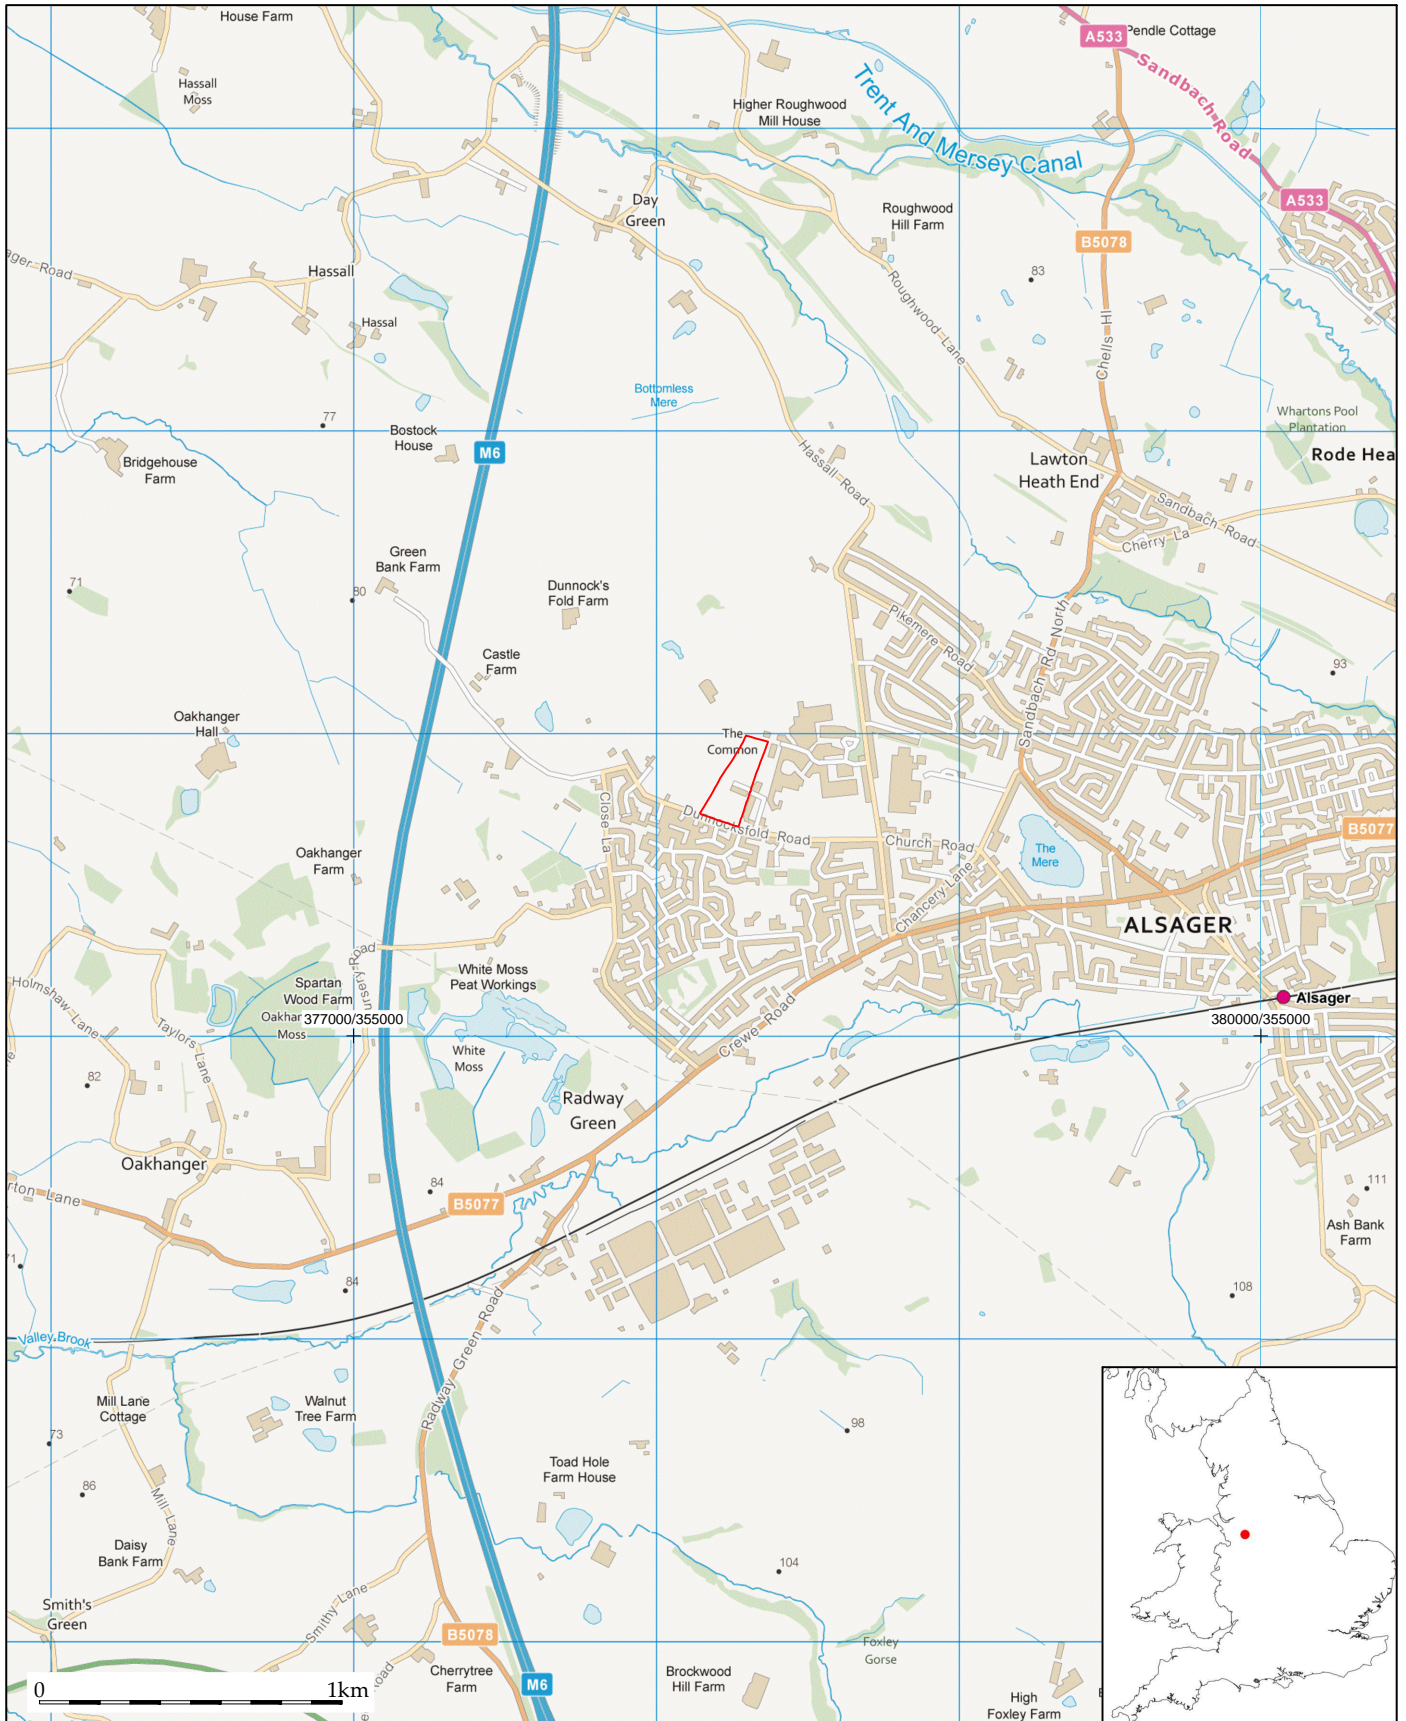 House Farm
A533
Pendle Cottage
Sandbach Road
Hassall
Moss
Higher Roughwood
Mill House
Trent And Mersey Canal
Day
Green
A533
Roughwood
Hill Farm
B5078
ager Road
Hassall
83
Roughwood Lane
Hassal
Chells Hl
Bottomless
Mere
77
Whartons Pool
Plantation
Bostock
House
M6
Hassall Road
Lawton
Heath End
Rode Hea
Bridgehouse
Farm
Sandbach Road
Cherry La
Green
Bank Farm
71
80
Dunnock's
Fold Farm
Pikemere Road
Sandbach Rd North
Castle
Farm
93
Oakhanger
Hall
The
Common
Close La
Dunnocksfold Road
Church Road
B5077
Oakhanger
Farm
The
Mere
Chancery Lane
ALSAGER
Nursery Road
White Moss
Peat Workings
Holmshaw Lane
Spartan
Wood Farm
Oakhar
Moss
Alsager
377000/355000
380000/355000
Taylors Lane
Crewe Road
White
Moss
82
Radway
Green
Oakhanger
84
B5077
rton Lane
111
Ash Bank
Farm
71
84
108
Radway Green Road
Valley Brook
Mill Lane
Cottage
Walnut
Tree Farm
98
73
Toad Hole
Farm House
86
Mill Lane
Daisy
Bank Farm
104
Smith's
Green
Smithy Lane
B5078
Foxley
Gorse
Road
Cherrytree
Farm
M6
Brockwood
Hill Farm
High
Foxley Farm
0 1km